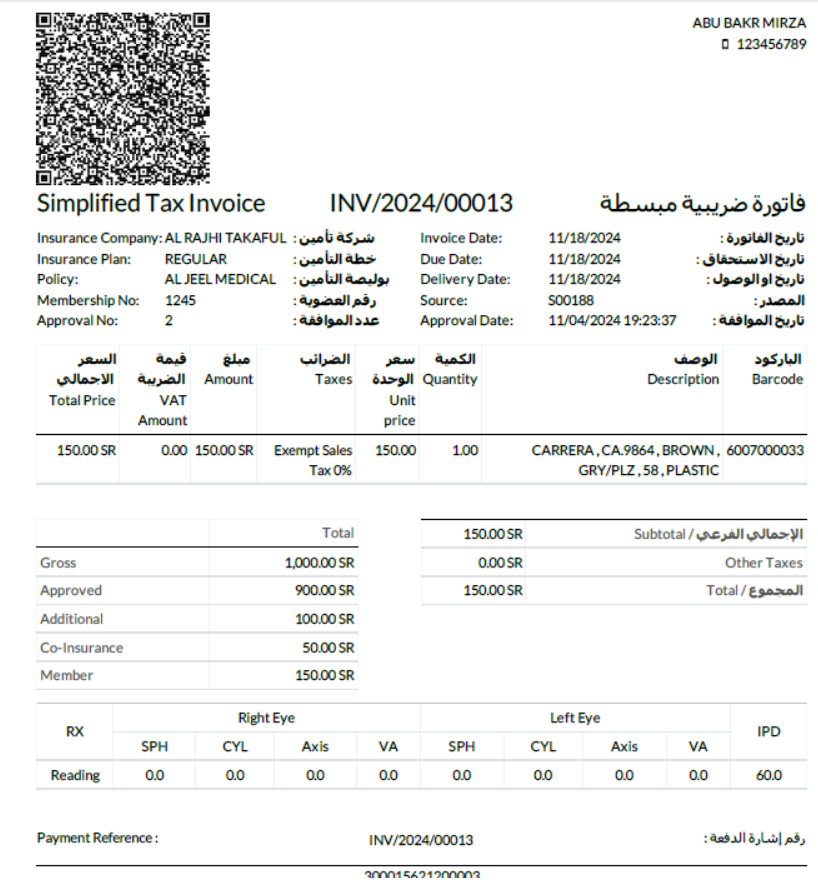 ABU BAKR MIRZA
123456789
Simplified Tax Invoice INV/2024/00013 فاتورة ضريبية مبسطة
Insurance Company: AL RAJHI TAKAFUL شركة تأمين: Invoice Date: 11/18/2024 تاريخ الفاتورة:
Insurance Plan: REGULAR خطة التأمين: Due Date: 11/18/2024 تاريخ الاستحقاق:
Policy: AL JEEL MEDICAL بوليصة التأمين: Delivery Date: 11/18/2024 تاريخ او الوصول:
Membership No: 1245 رقم العضوية: Source: S00188 المصدر:
Approval No: 2 عدد الموافقة: Approval Date: 11/04/2024 19:23:37 تاريخ الموافقة:
السعر قيمة مبلغ الضرائب سعر الكمية الوصف الباركود
الاجمالي الضريبة Amount Taxes الوحدة Quantity Description Barcode
Total Price VAT Unit
Amount price
150.00 SR 0.00 150.00 SR Exempt Sales 150.00 1.00 CARRERA , CA.9864, BROWN , 6007000033
Tax 0% GRY/PLZ , 58 , PLASTIC
Total 150.00 SR الإجمالي الفرعي / Subtotal
Gross 1,000.00 SR 0.00 SR Other Taxes
Approved 900.00 SR 150.00 SR المجموع / Total
Additional 100.00 SR
Co-Insurance 50.00 SR
Member 150.00 SR
RX Right Eye Left Eye IPD
SPH CYL Axis VA SPH CYL Axis VA
Reading 0.0 0.0 0.0 0.0 0.0 0.0 0.0 0.0 60.0
Payment Reference : INV/2024/00013 رقم إشارة الدفعة:
300015621200003